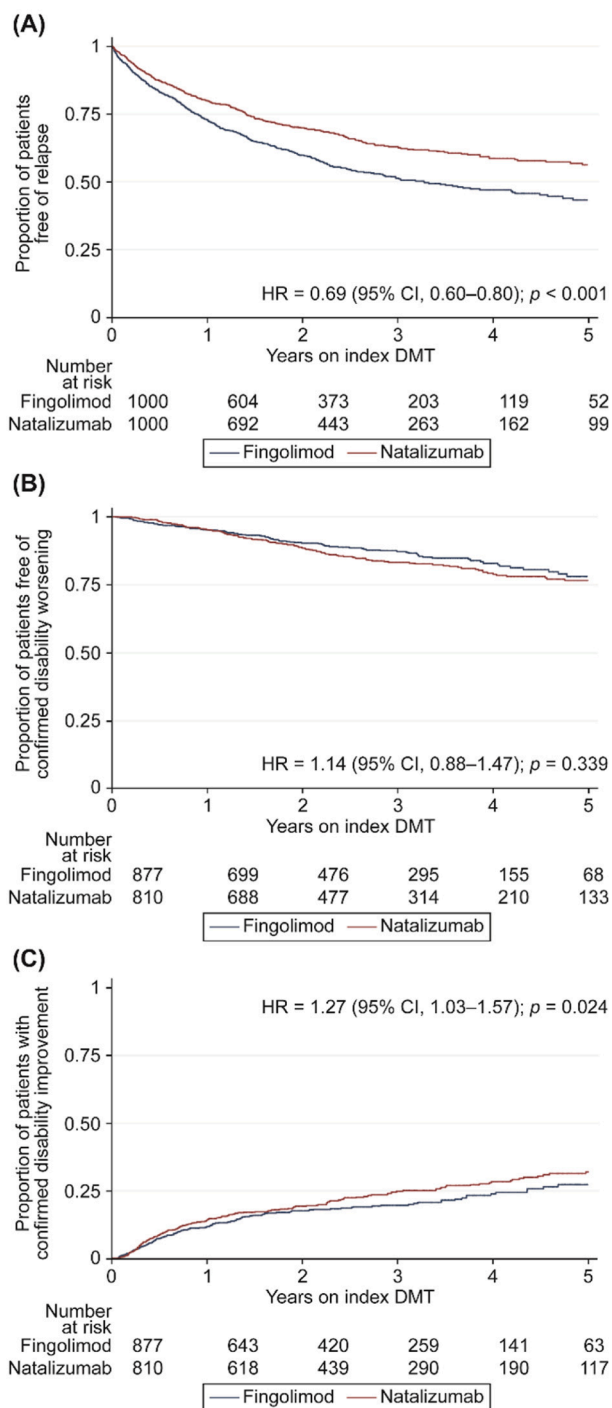 (A)
Proportion of patients
free of relapse
1
0.75
0.50
0.25
0
HR = 0.69 (95% CI, 0.60–0.80); p < 0.001
0 1 2 3 4 5
Years on index DMT
Number
at risk
Fingolimod 1000 604 373 203 119 52
Natalizumab 1000 692 443 263 162 99
Fingolimod Natalizumab
(B)
Proportion of patients free of
confirmed disability worsening
1
0.75
0.50
0.25
0
HR = 1.14 (95% CI, 0.88–1.47); p = 0.339
0 1 2 3 4 5
Years on index DMT
Number
at risk
Fingolimod 877 699 476 295 155 68
Natalizumab 810 688 477 314 210 133
Fingolimod Natalizumab
(C)
Proportion of patients with
confirmed disability improvement
1
HR = 1.27 (95% CI, 1.03–1.57); p = 0.024
0.75
0.50
0.25
0
0 1 2 3 4 5
Years on index DMT
Number
at risk
Fingolimod 877 643 420 259 141 63
Natalizumab 810 618 439 290 190 117
Fingolimod Natalizumab